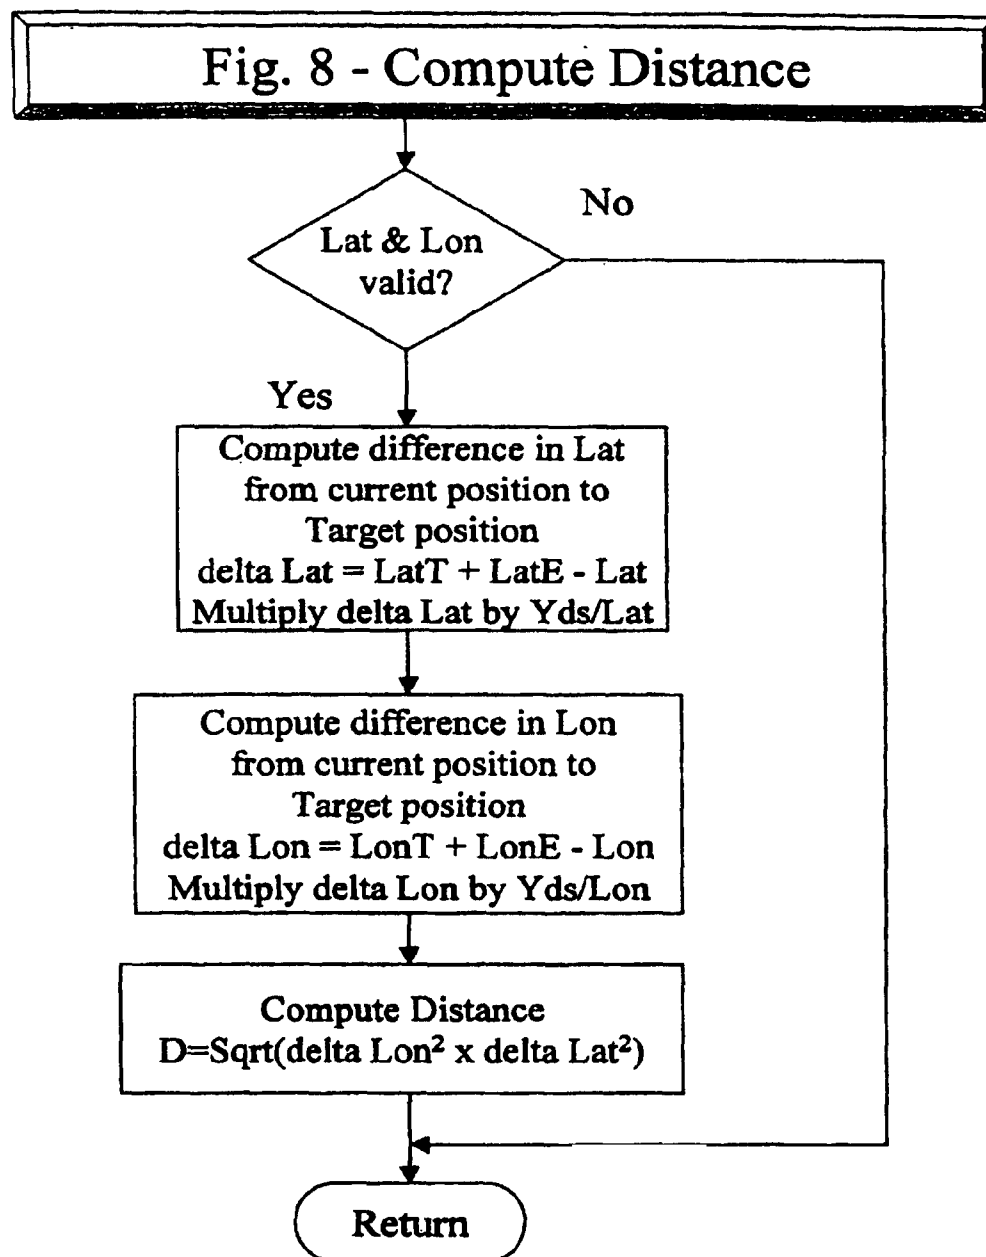 Fig. 8 - Compute Distance
No
Lat & Lon
valid?
Yes
Compute difference in Lat
from current position to
Target position
delta Lat = LatT + LatE - Lat
Multiply delta Lat by Yds/Lat
Compute difference in Lon
from current position to
Target position
delta Lon = LonT + LonE - Lon
Multiply delta Lon by Yds/Lon
Compute Distance
D=Sqrt(delta Lon² x delta Lat²)
Return